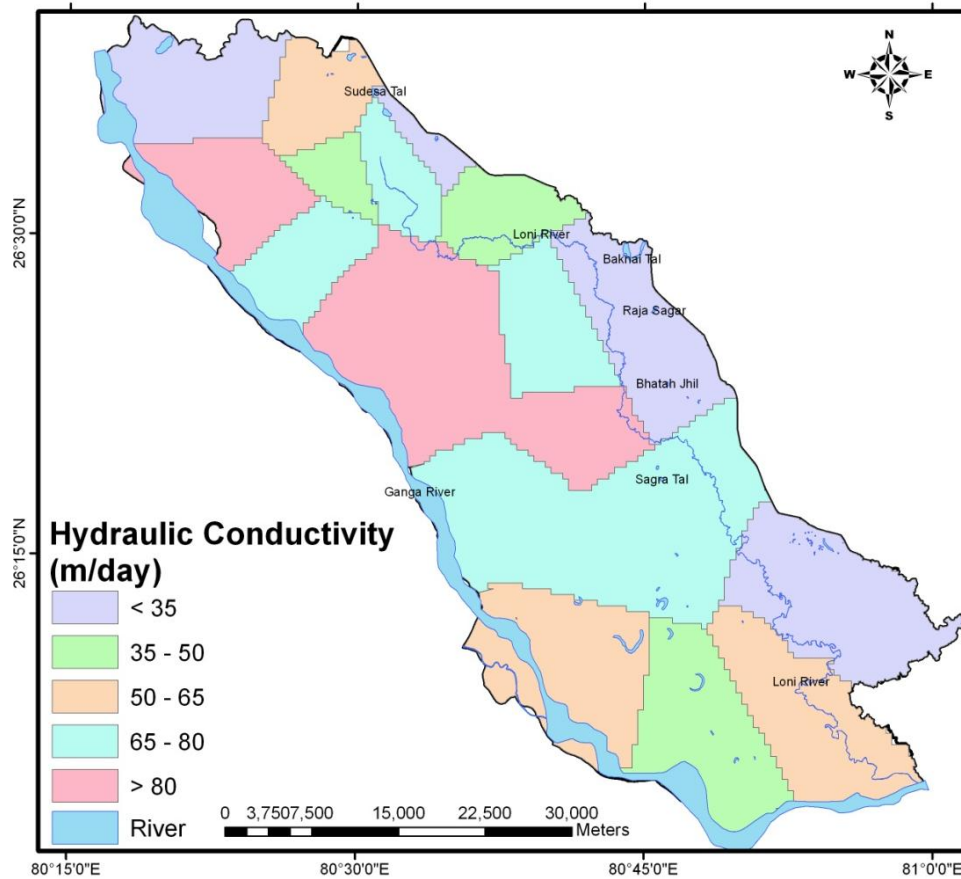 N
W E
S
Sudesa Tal
26°30'0"N
Loni River
Baknai Tal
Raja Sagar
Bhatah Jhil
Sagra Tal
Ganga River
Hydraulic Conductivity
(m/day)
26°15'0"N
< 35
35 - 50
50 - 65
65 - 80
> 80
River
Loni River
0 3,7507,500 15,000 22,500 30,000
Meters
80°15'0"E 80°30'0"E 80°45'0"E 81°0'0"E